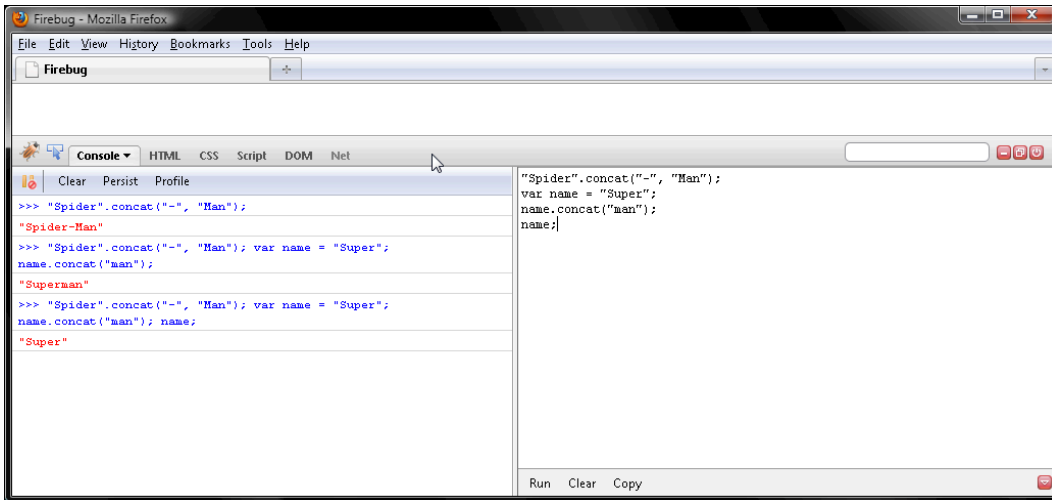 Firebug - Mozilla Firefox
File Edit View History Bookmarks Tools Help
Firebug
Console HTML CSS Script DOM Net
Clear Persist Profile
>>> "Spider".concat("-", "Man");
"Spider-Man"
>>> "Spider".concat("-", "Man"); var name = "Super";
name.concat("man");
"Superman"
>>> "Spider".concat("-", "Man"); var name = "Super";
name.concat("man"); name;
"Super"
"Spider".concat("-", "Man");
var name = "Super";
name.concat("man");
name;
Run Clear Copy